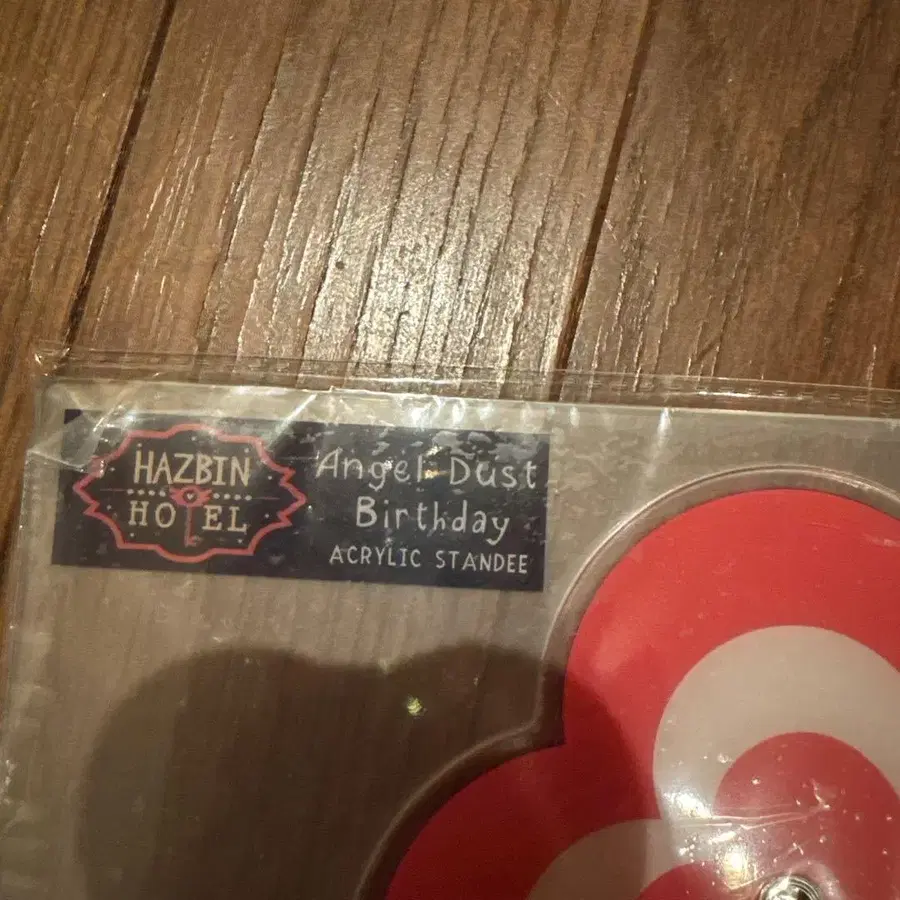 HAZBIN
HOTEL
Angel Dust
Birthday
ACRYLIC STANDEE